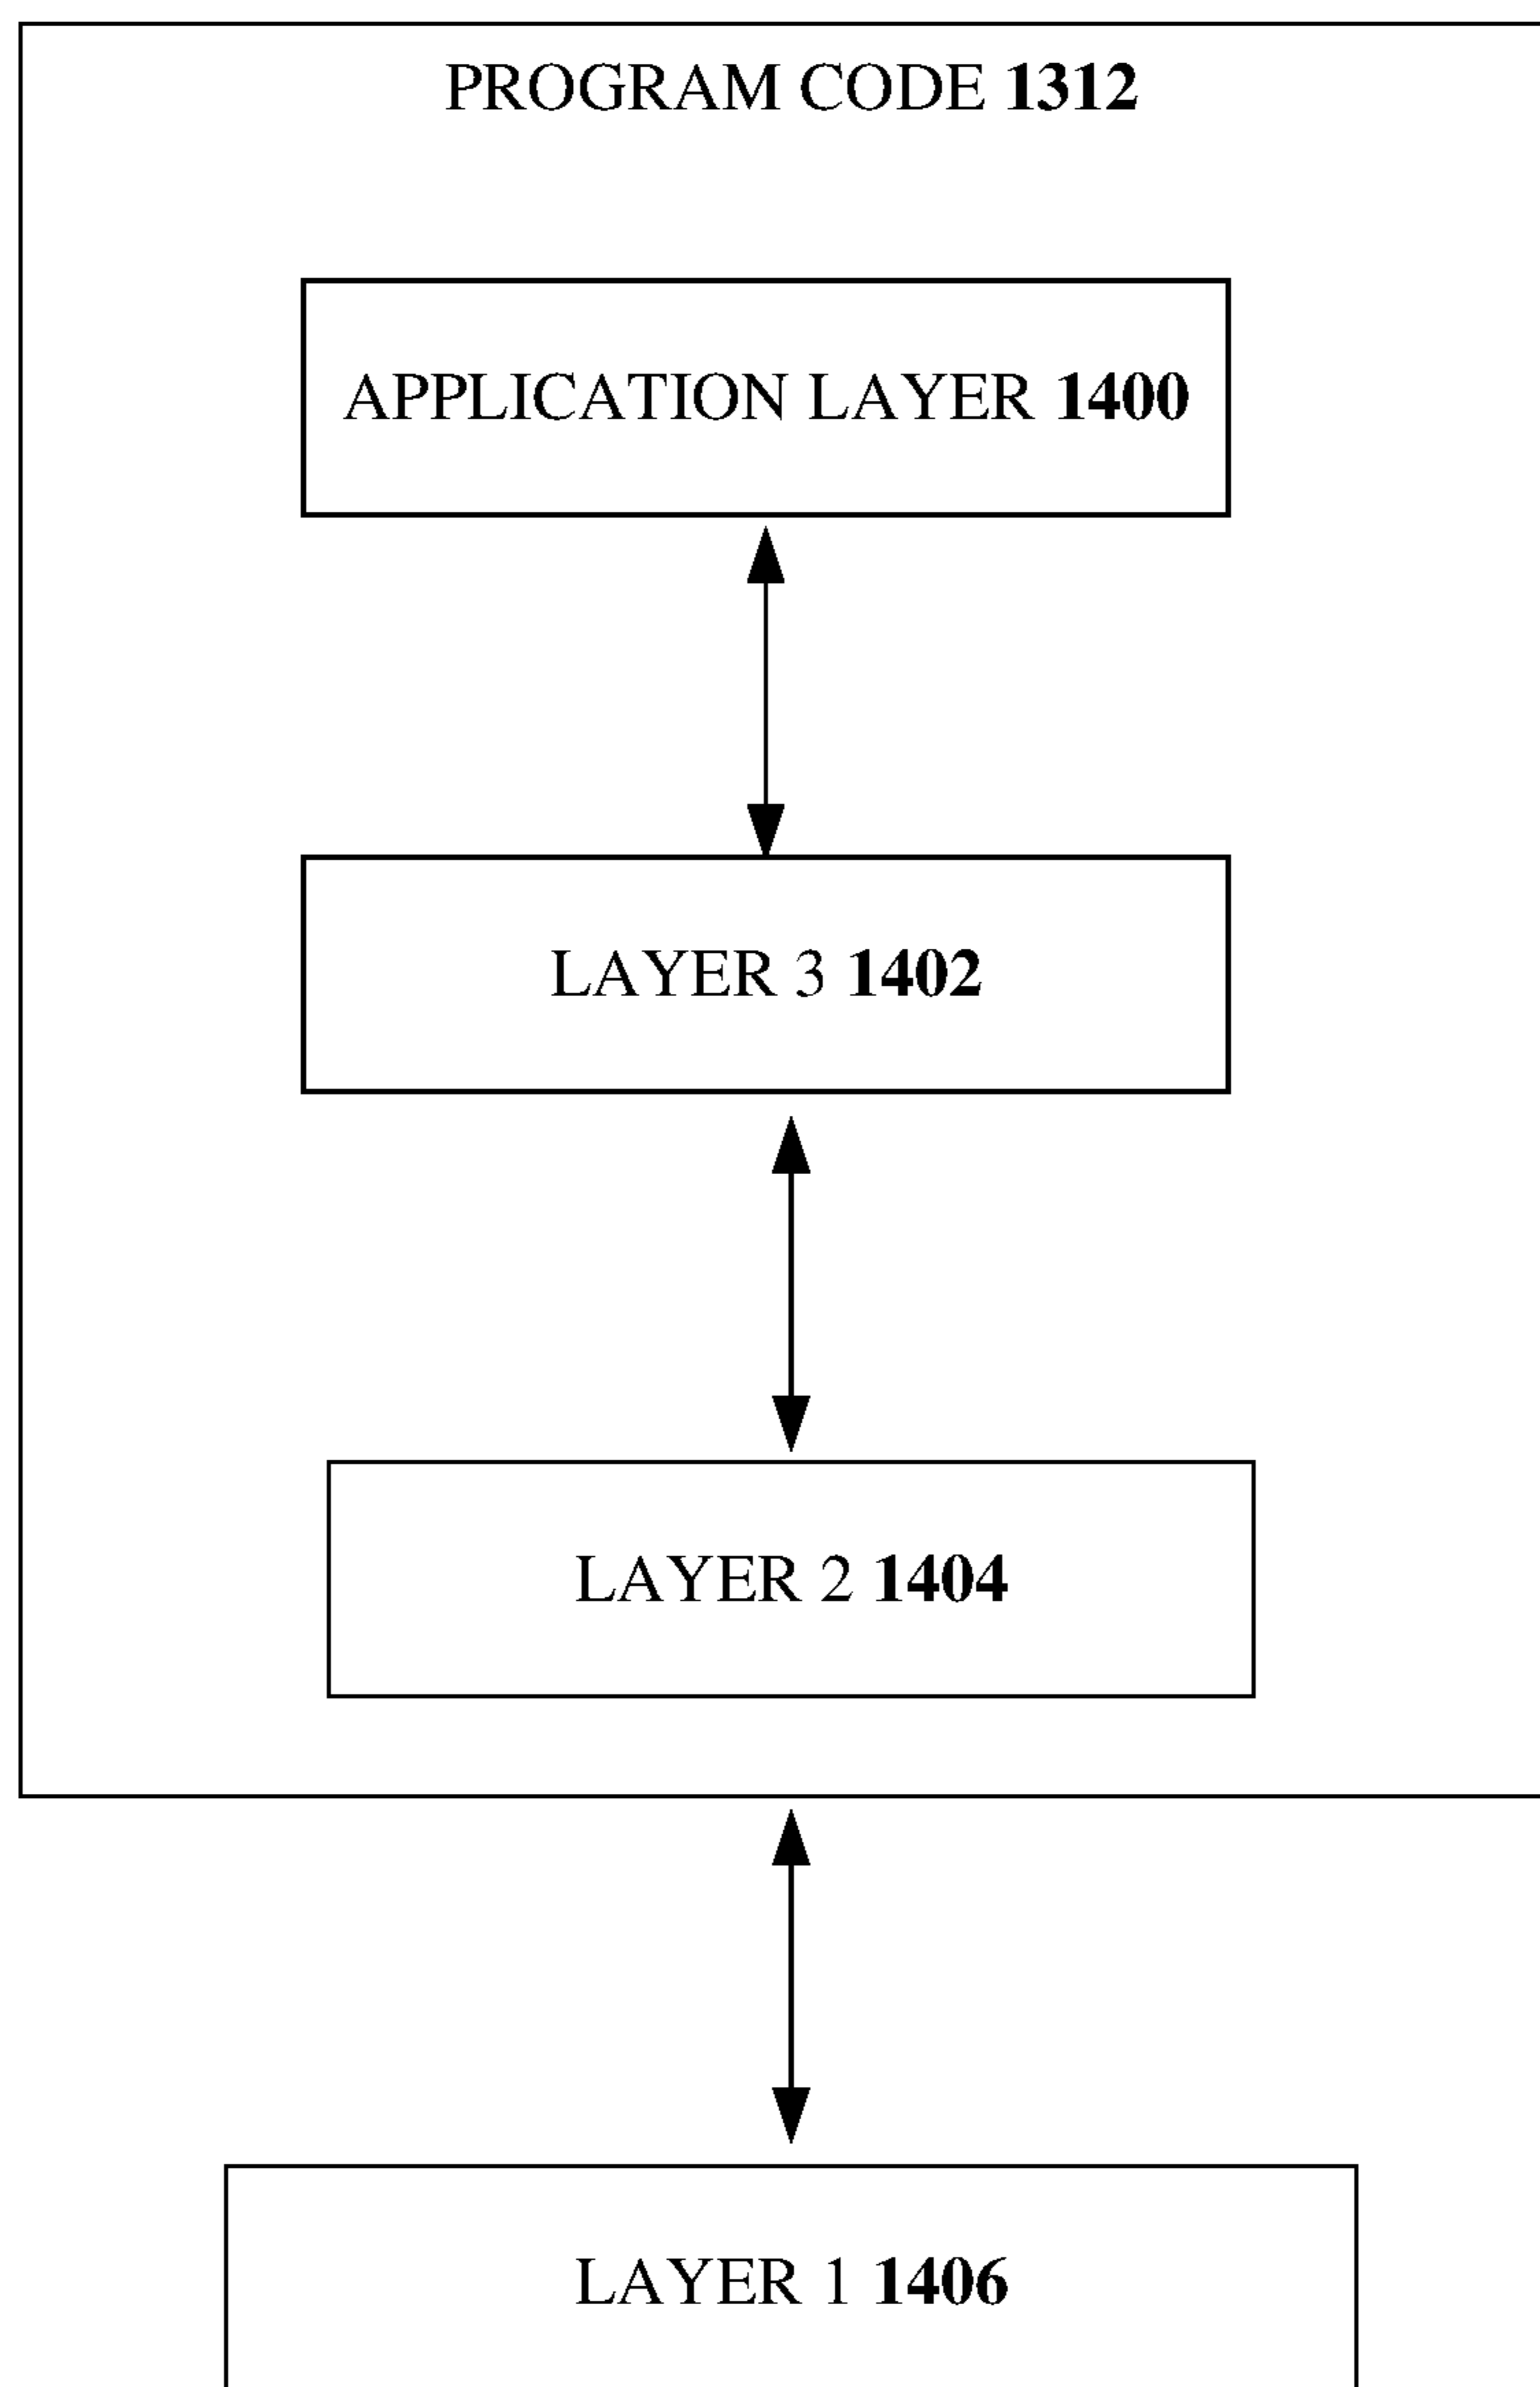 PROGRAM CODE 1312
APPLICATION LAYER 1400
LAYER 3 1402
LAYER 2 1404
LAYER 1 1406